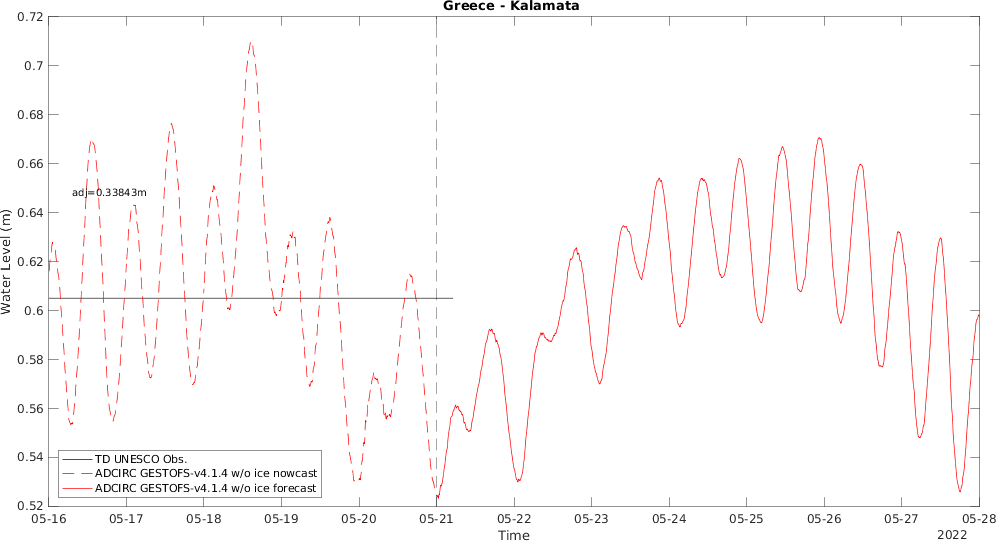 Greece - Kalamata
Water Level (m)
0.72
0.7
0.68
0.66
0.64
0.62
0.6
0.58
0.56
0.54
0.52
adj=0.33843m
TD UNESCO Obs.
ADCIRC GESTOFS-v4.1.4 w/o ice nowcast
ADCIRC GESTOFS-v4.1.4 w/o ice forecast
05-16 05-17 05-18 05-19 05-20 05-21 05-22 05-23 05-24 05-25 05-26 05-27 05-28
Time
2022